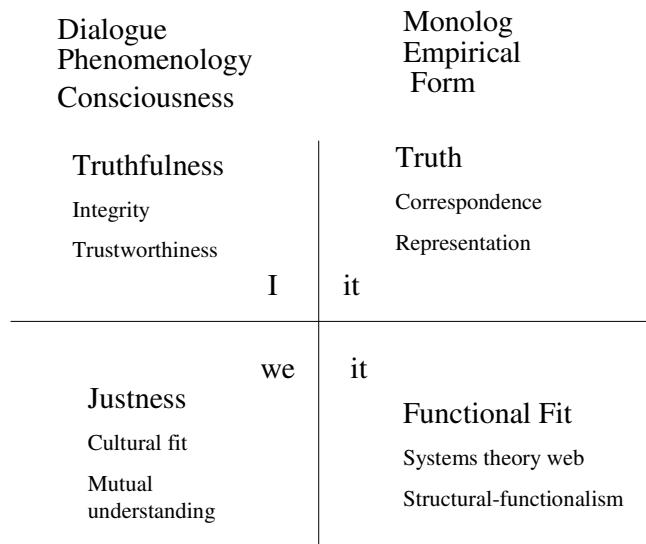 Dialogue
Phenomenology
Consciousness
Monolog
Empirical
Form
Truthfulness
Integrity
Trustworthiness
I
Truth
Correspondence
Representation
it
we
Justness
Cultural fit
Mutual
understanding
it
Functional Fit
Systems theory web
Structural-functionalism